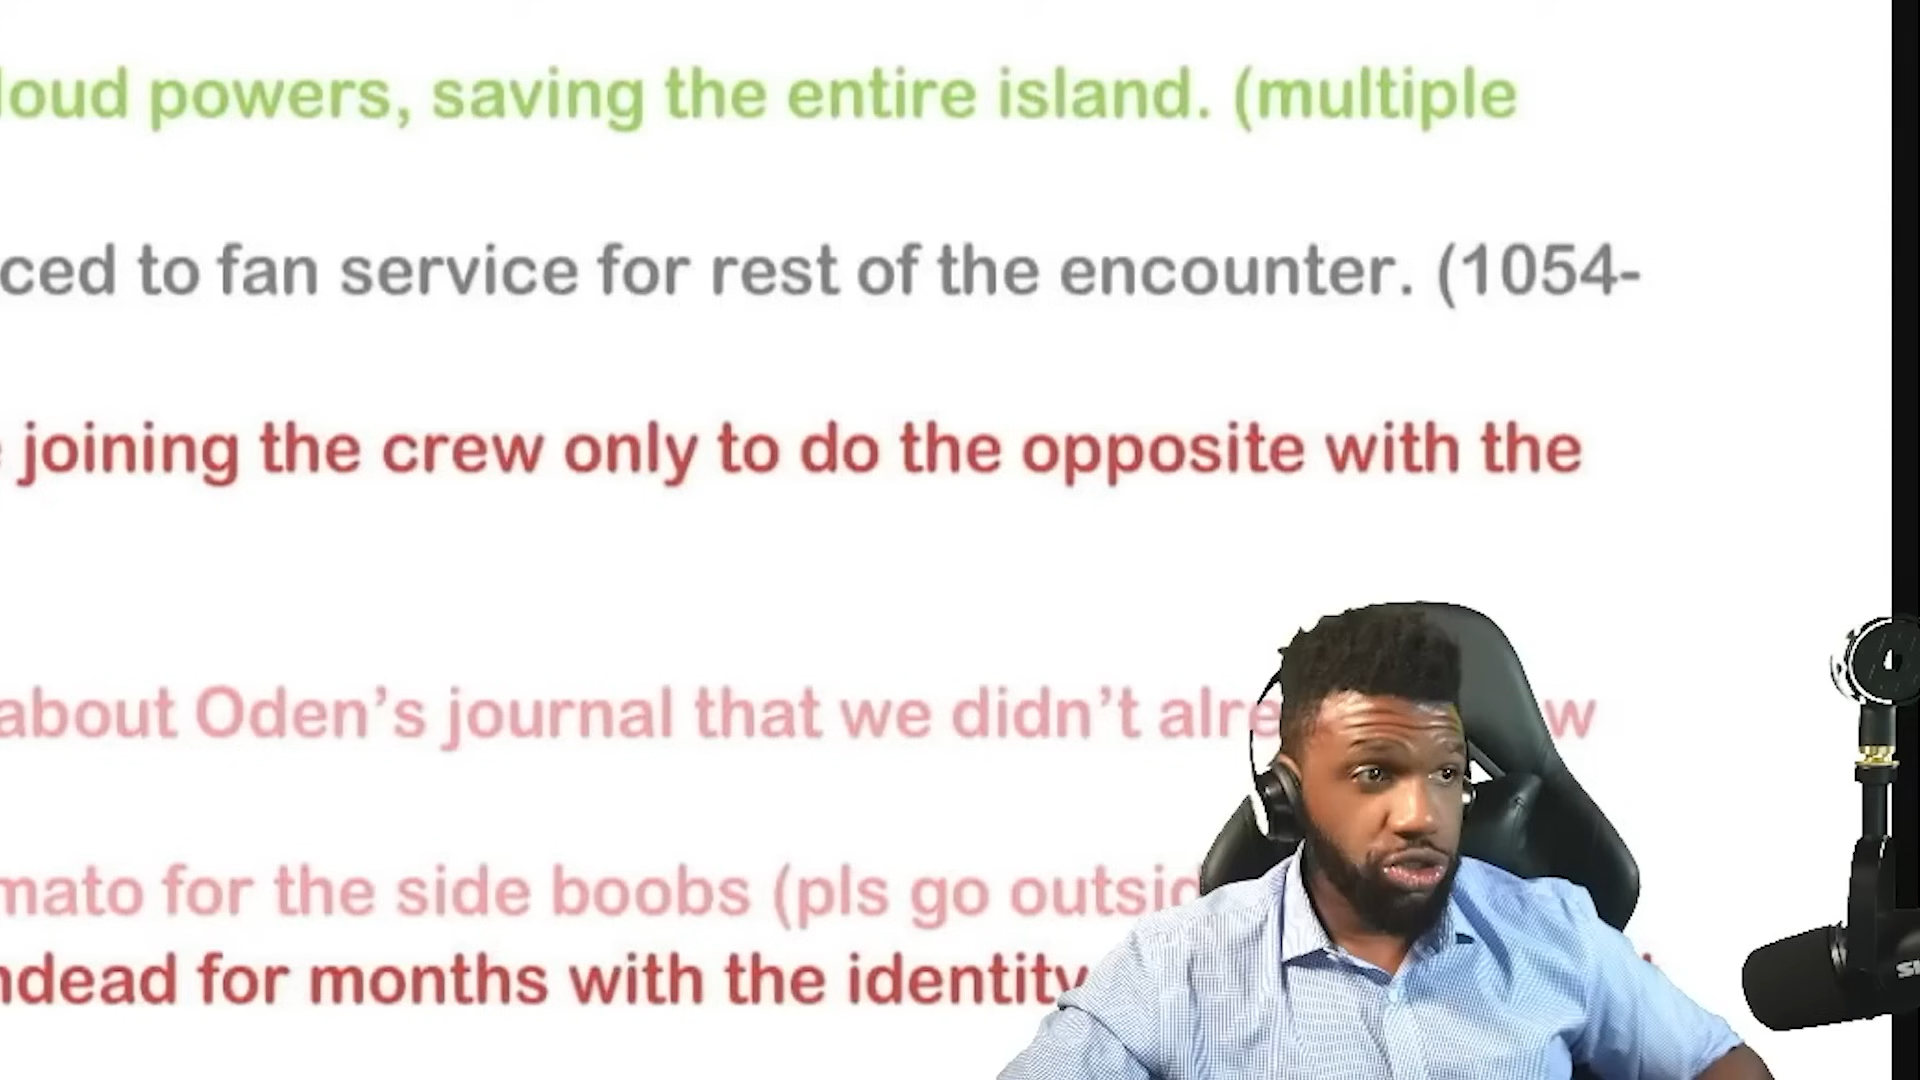 loud powers, saving the entire island. (multiple
ced to fan service for rest of the encounter. (1054-
joining the crew only to do the opposite with the
about Oden’s journal that we didn’t alre w
mato for the side boobs (pls go outsid
ndead for months with the identity